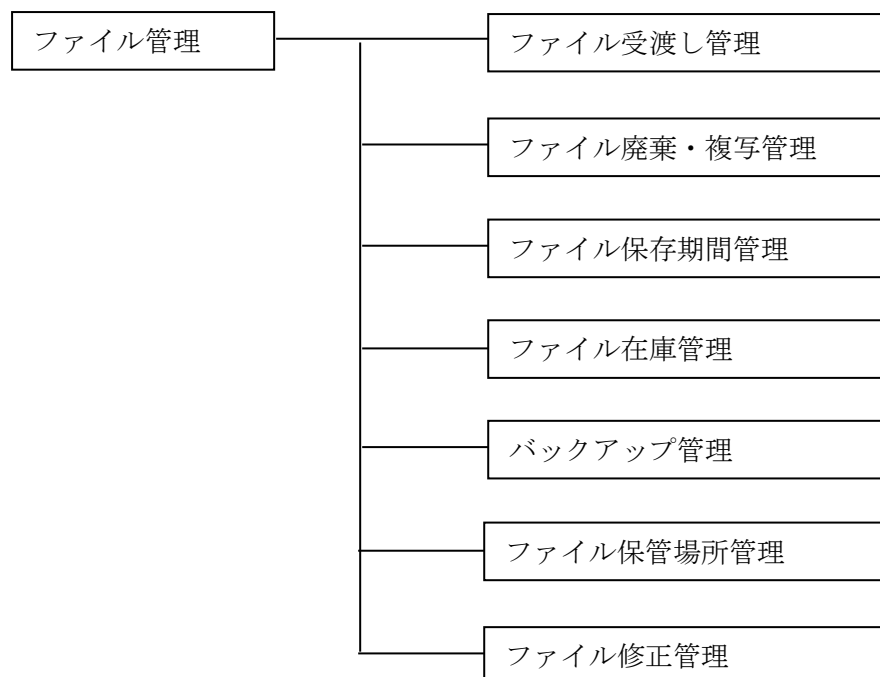 ファイル管理
ファイル受渡し管理
ファイル廃棄・複写管理
ファイル保存期間管理
ファイル在庫管理
バックアップ管理
ファイル保管場所管理
ファイル修正管理